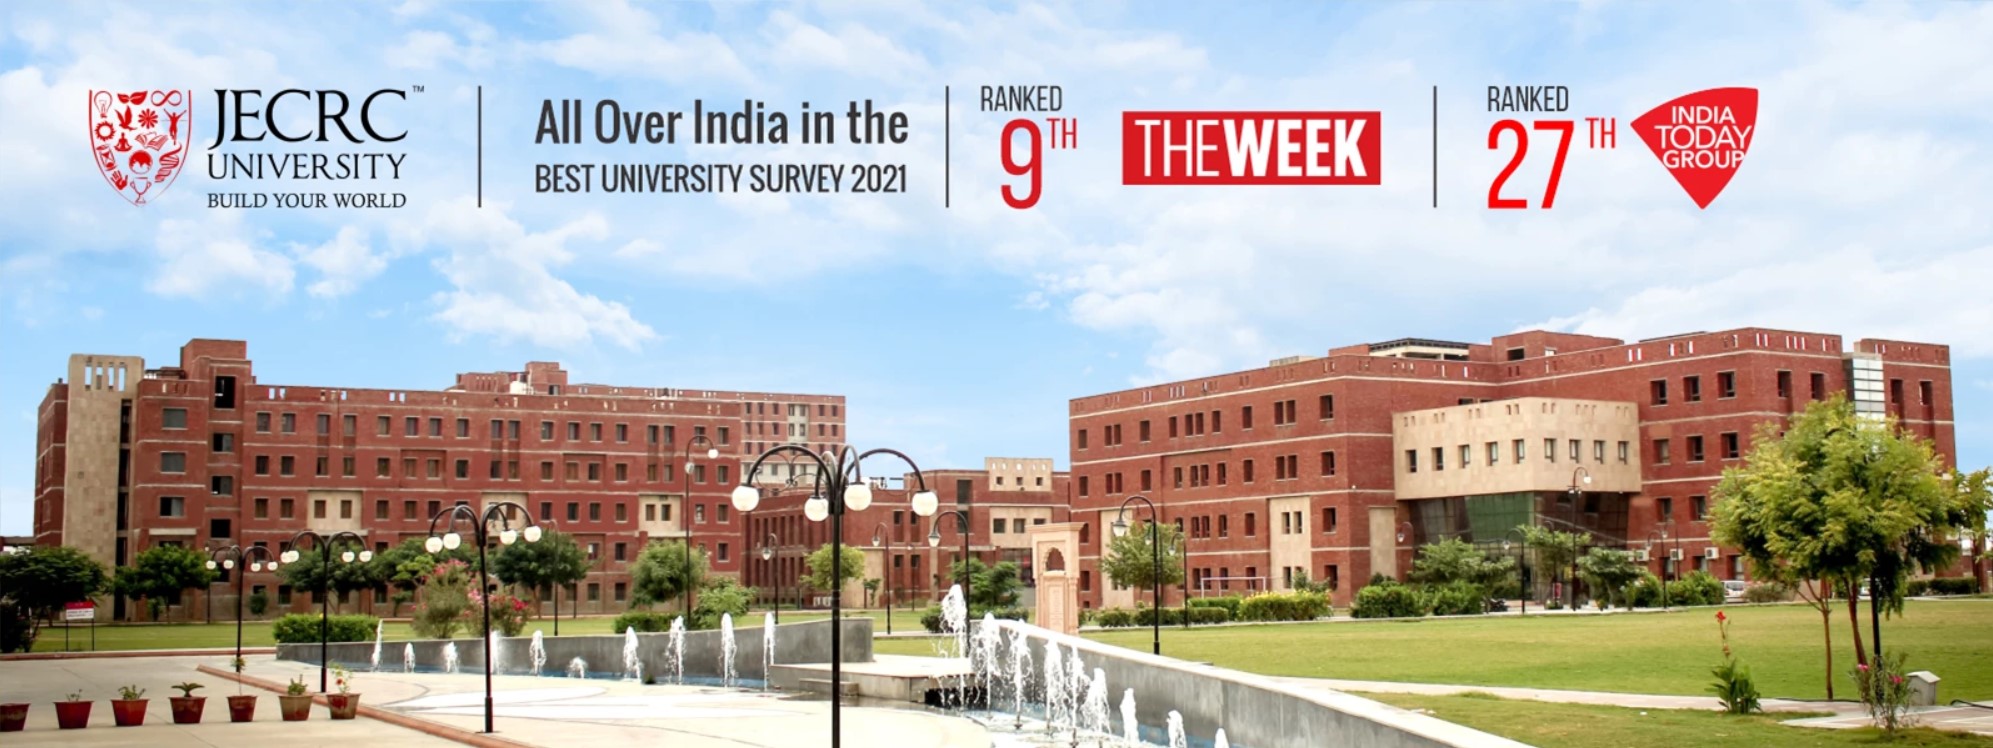 JECRC™
UNIVERSITY
BUILD YOUR WORLD
All Over India in the
BEST UNIVERSITY SURVEY 2021
RANKED
9TH
THEWEEK
RANKED
27TH
INDIA
TODAY
GROUP